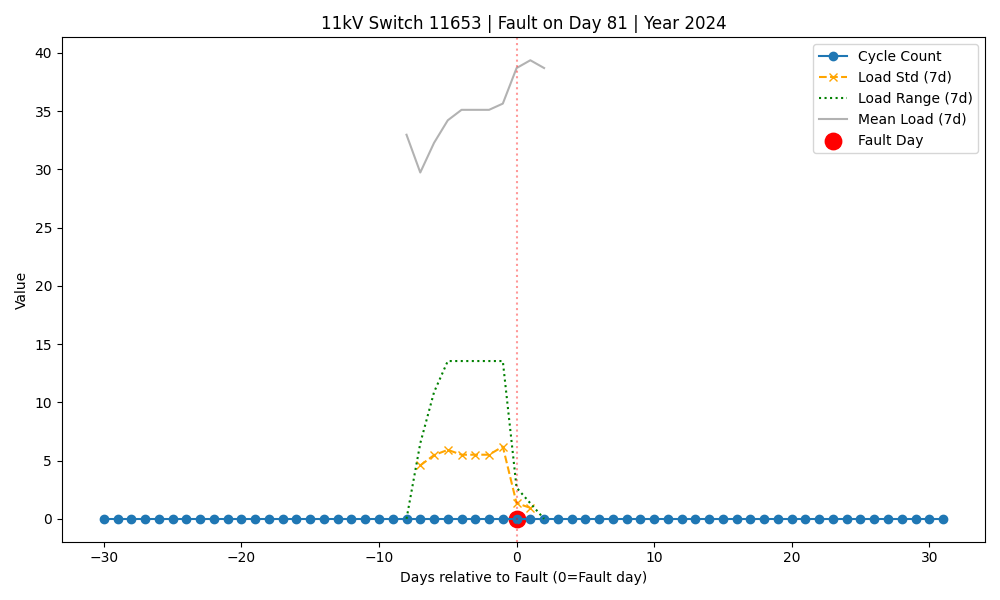 11kV Switch 11653 | Fault on Day 81 | Year 2024
Cycle Count
Load Std (7d)
Load Range (7d)
Mean Load (7d)
Fault Day
Value
40
35
30
25
20
15
10
5
0
−30
−20
−10
0
10
20
30
Days relative to Fault (0=Fault day)